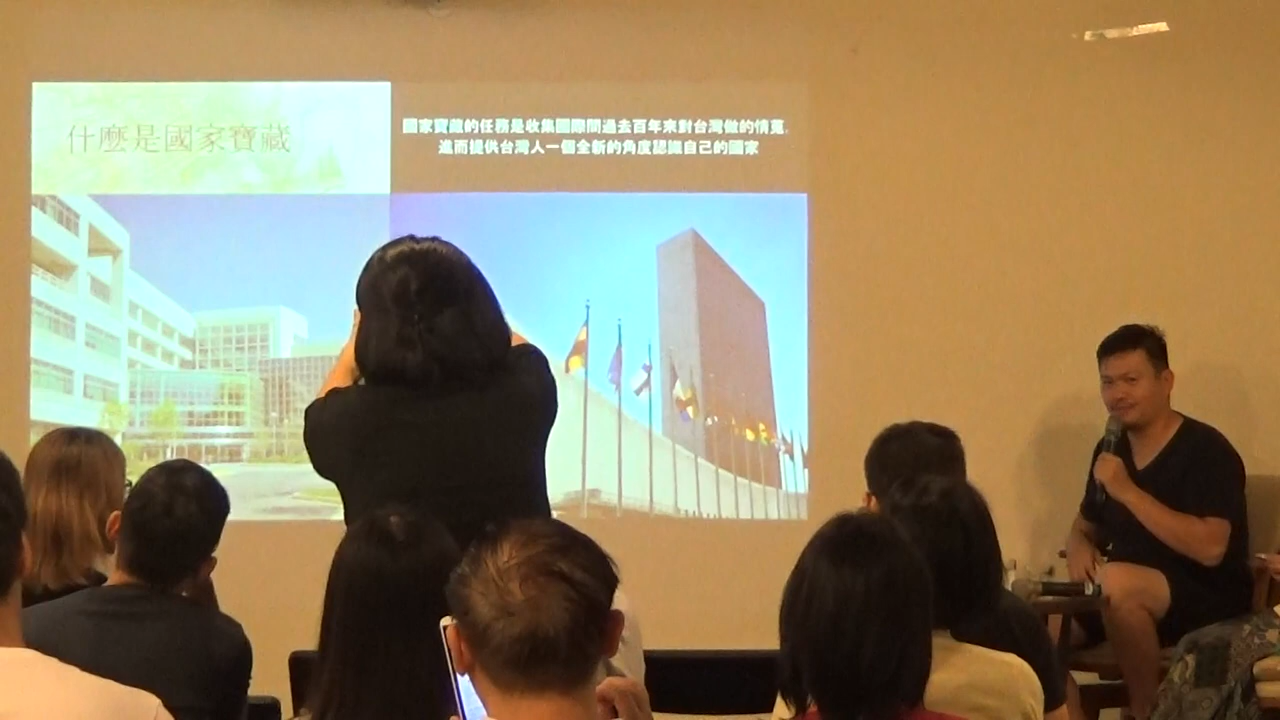 什麼是國家寶藏
國家寶藏的任務是收集國際間過去百年來對台灣做的情蒐,
進而提供台灣人一個全新的角度認識自己的國家